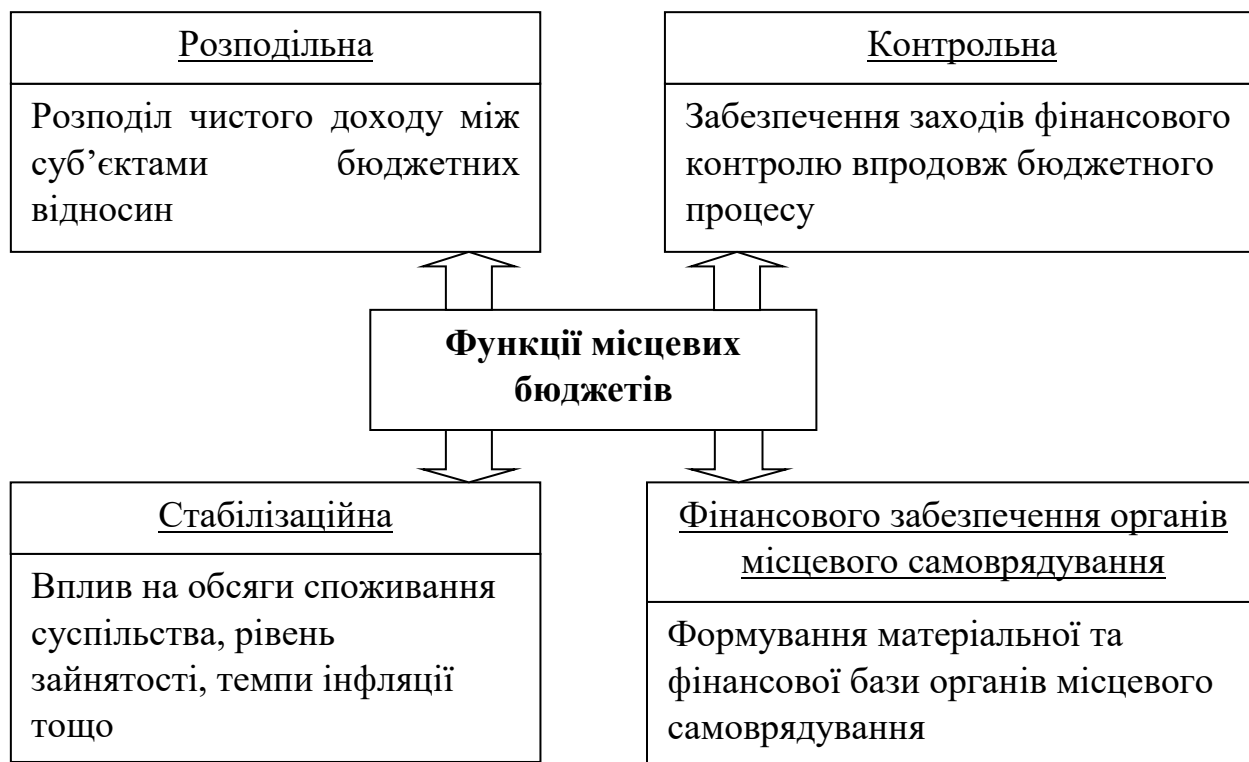 Розподільна
Розподіл чистого доходу між
суб’єктами бюджетних
відносин
Контрольна
Забезпечення заходів фінансового
контролю впродовж бюджетного
процесу
Функції місцевих
бюджетів
Стабілізаційна
Вплив на обсяги споживання
суспільства, рівень
зайнятості, темпи інфляції
тощо
Фінансового забезпечення органів
місцевого самоврядування
Формування матеріальної та
фінансової бази органів місцевого
самоврядування